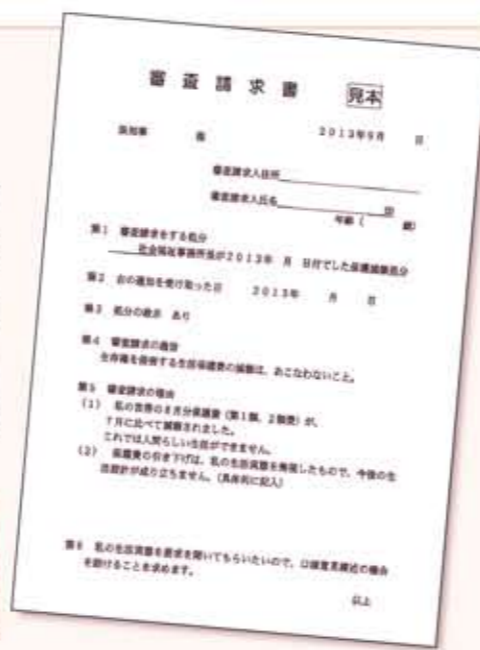 審査請求書 見本
2013年9月 日
県知事 様
審査請求人住所
審査請求人氏名 印
年齢( 歳)
第1 審査請求をする処分
社会福祉事務所長が2013年 月 日付でした保護減額処分
第2 右の通知を受け取った日 2013年 月 日
第3 処分の教示 あり
第4 審査請求の趣旨
生存権を侵害する生活保護費の減額は、おこなわないこと。
第5 審査請求の理由
(1) 私の世帯の8月分保護費(第1類、2類費)が、
7月に比べて減額されました。
これでは人間らしい生活ができません。
(2) 保護費の引き下げは、私の生活実態を無視したもので、今後の生
活設計が成り立ちません。(具体的に記入)
第6 私の生活実態と要求を聞いてもらいたいので、口頭意見陳述の機会
を設けることを求めます。
以上